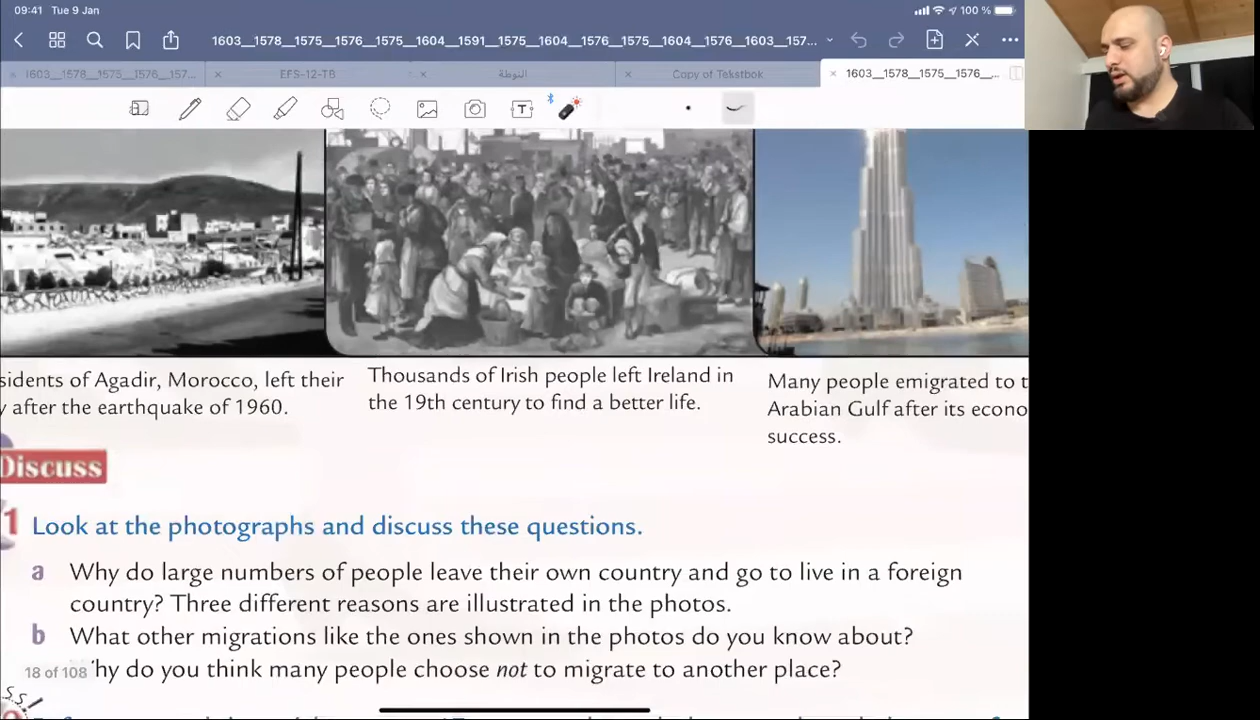 09:41 Tue 9 Jan
100 %
1603__1578__1575__1576__1575__1604__1591__1575__1604__1576__1575__1604__1576__1603__157...
1603__1578__1575__1576__157...
EFS-12-TB
النوطة
Copy of Tekstbok
1603__1578__1575__1576__...
T
sidents of Agadir, Morocco, left their
y after the earthquake of 1960.
Thousands of Irish people left Ireland in
the 19th century to find a better life.
Many people emigrated to t
Arabian Gulf after its econo
success.
Discuss
1 Look at the photographs and discuss these questions.
a Why do large numbers of people leave their own country and go to live in a foreign
country? Three different reasons are illustrated in the photos.
b What other migrations like the ones shown in the photos do you know about?
18 of 108
hy do you think many people choose not to migrate to another place?